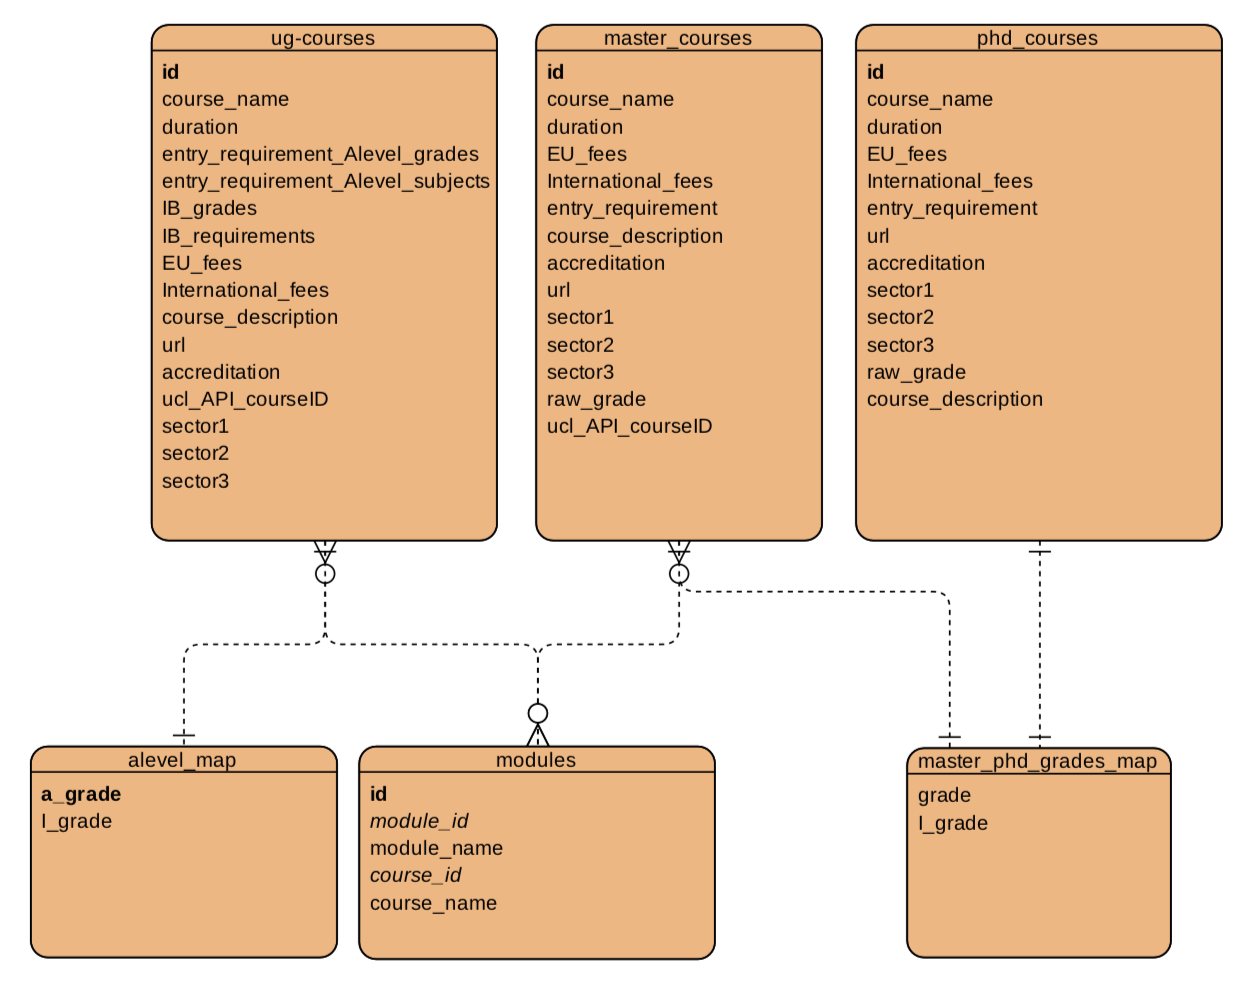 ug-courses
id
course_name
duration
entry_requirement_Alevel_grades
entry_requirement_Alevel_subjects
IB_grades
IB_requirements
EU_fees
International_fees
course_description
url
accreditation
ucl_API_courseID
sector1
sector2
sector3
master_courses
id
course_name
duration
EU_fees
International_fees
entry_requirement
course_description
accreditation
url
sector1
sector2
sector3
raw_grade
ucl_API_courseID
phd_courses
id
course_name
duration
EU_fees
International_fees
entry_requirement
url
accreditation
sector1
sector2
sector3
raw_grade
course_description
alevel_map
a_grade
I_grade
modules
id
module_id
module_name
course_id
course_name
master_phd_grades_map
grade
I_grade